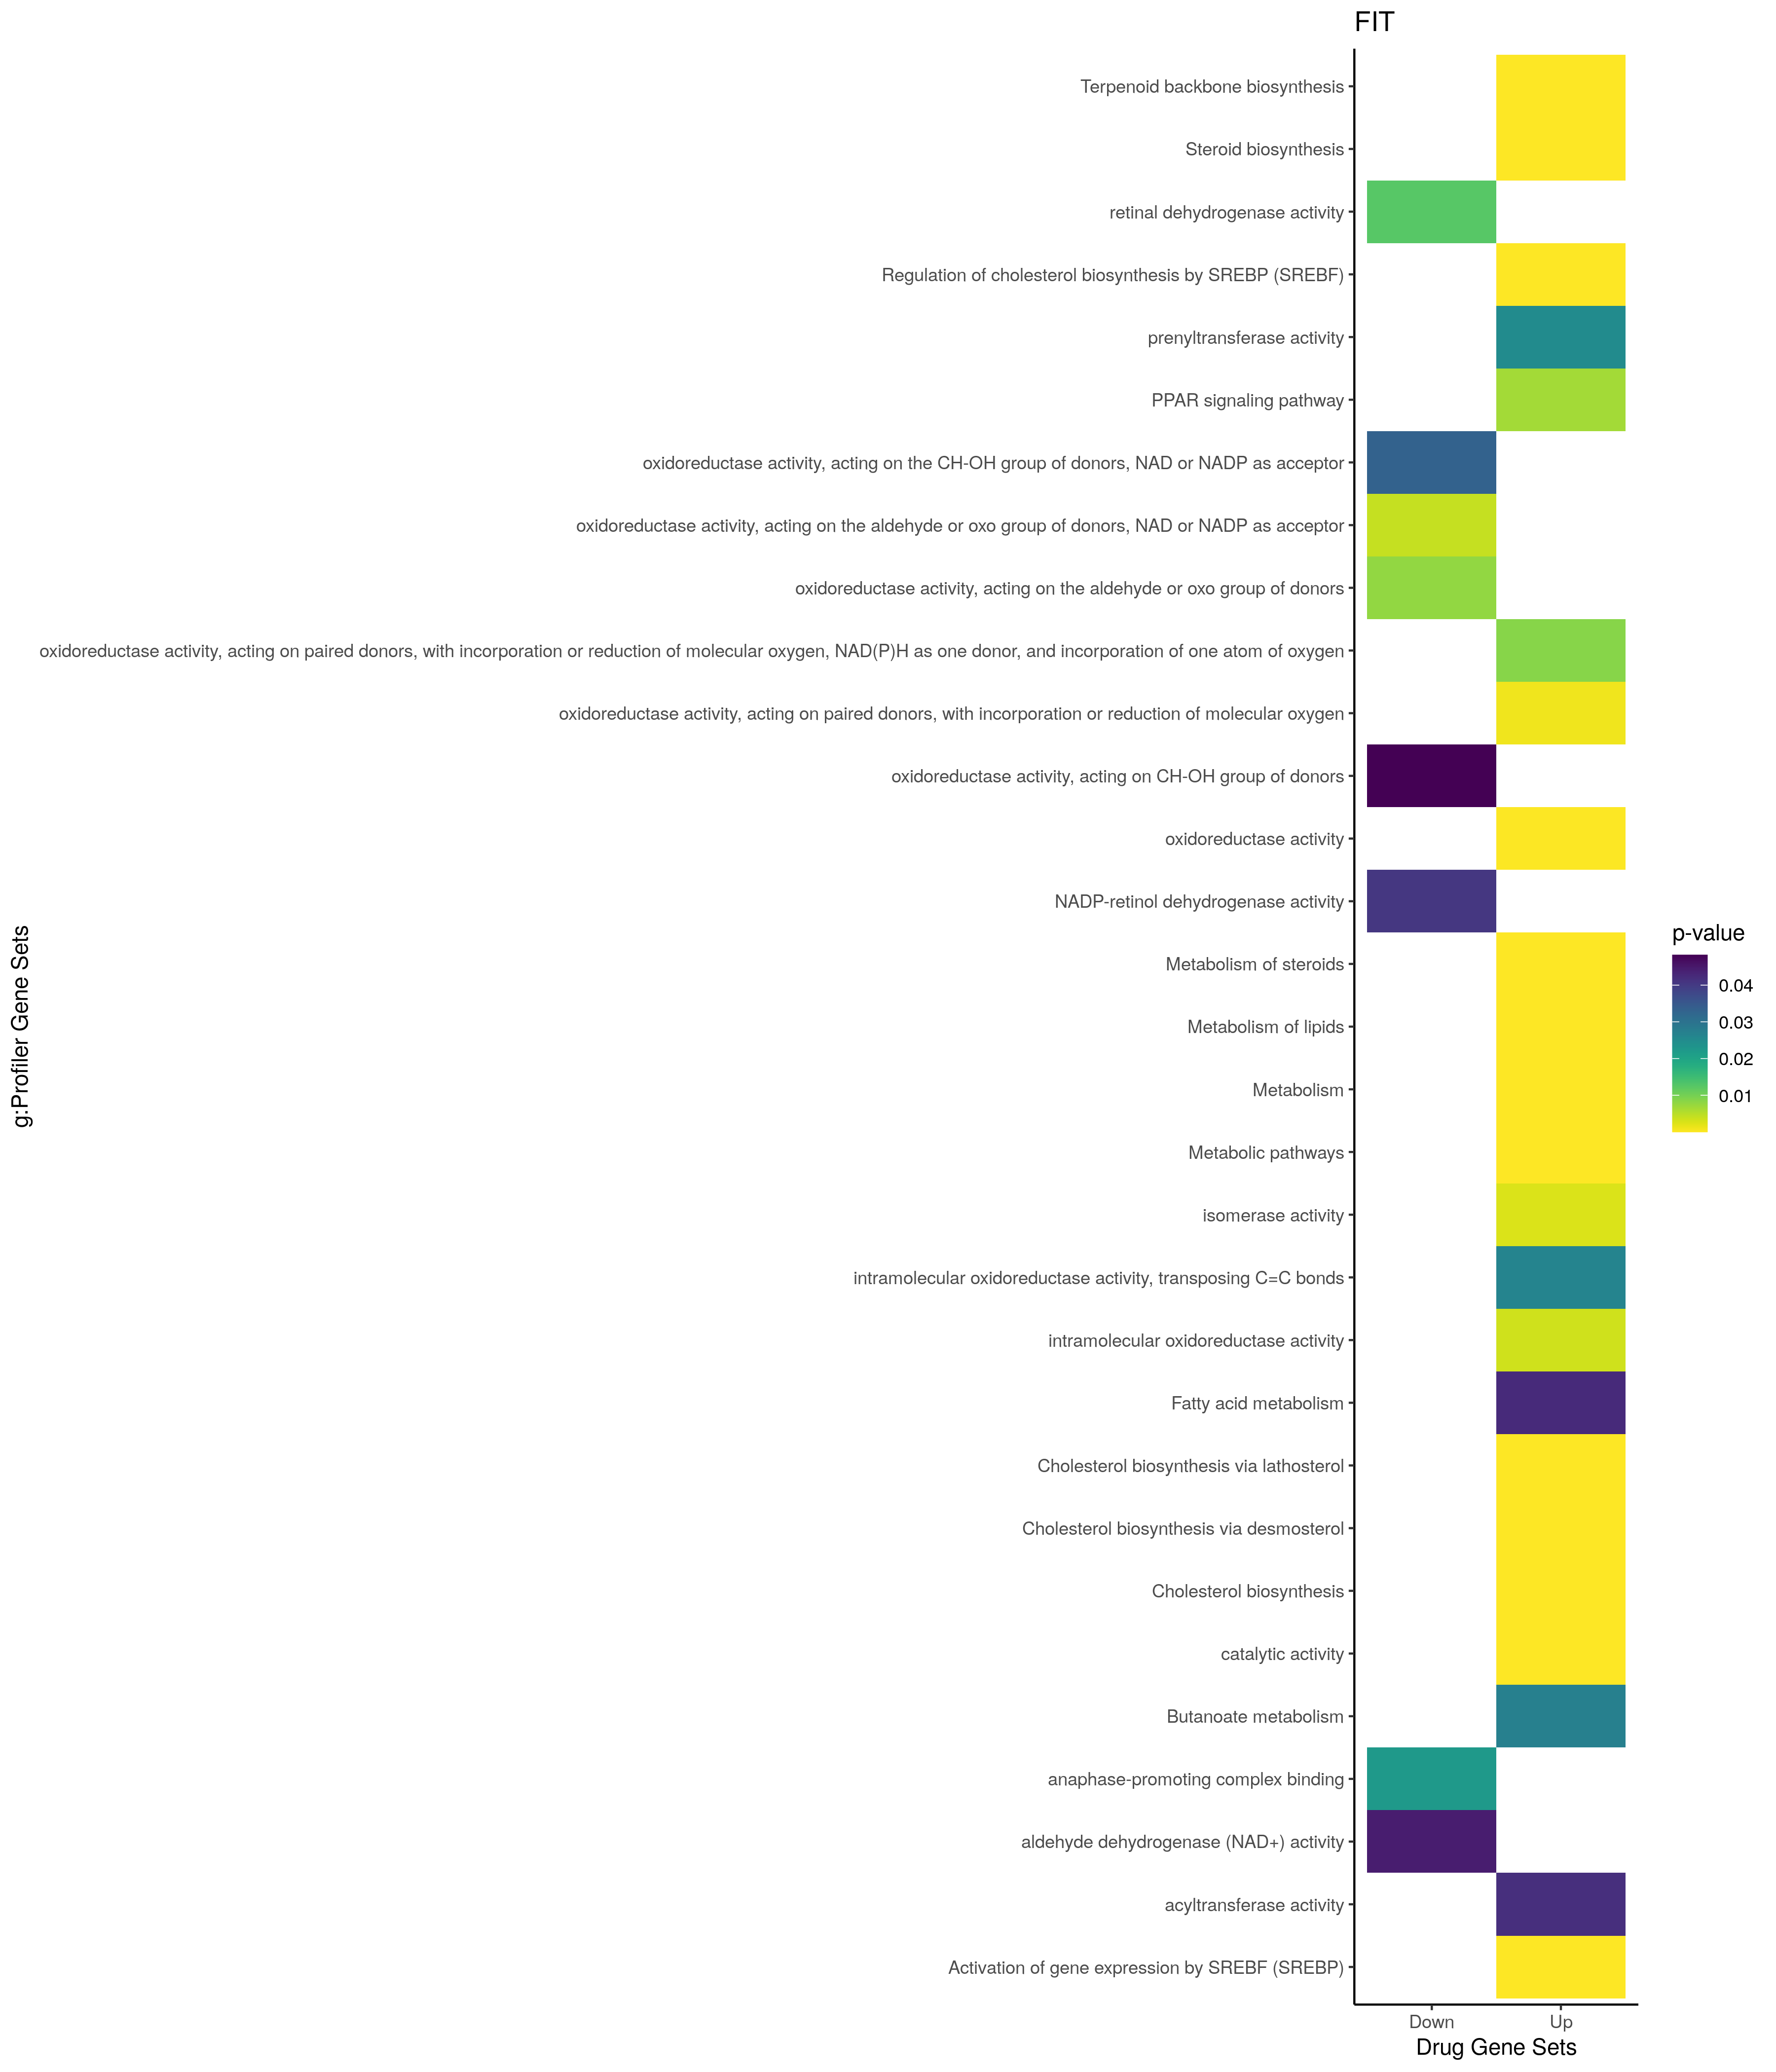 FIT
Terpenoid backbone biosynthesis
Steroid biosynthesis
retinal dehydrogenase activity
Regulation of cholesterol biosynthesis by SREBP (SREBF)
prenyltransferase activity
PPAR signaling pathway
oxidoreductase activity, acting on the CH-OH group of donors, NAD or NADP as acceptor
oxidoreductase activity, acting on the aldehyde or oxo group of donors, NAD or NADP as acceptor
oxidoreductase activity, acting on the aldehyde or oxo group of donors
oxidoreductase activity, acting on paired donors, with incorporation or reduction of molecular oxygen, NAD(P)H as one donor, and incorporation of one atom of oxygen
oxidoreductase activity, acting on paired donors, with incorporation or reduction of molecular oxygen
oxidoreductase activity, acting on CH-OH group of donors
oxidoreductase activity
NADP-retinol dehydrogenase activity
Metabolism of steroids
Metabolism of lipids
Metabolism
Metabolic pathways
isomerase activity
intramolecular oxidoreductase activity, transposing C=C bonds
intramolecular oxidoreductase activity
Fatty acid metabolism
Cholesterol biosynthesis via lathosterol
Cholesterol biosynthesis via desmosterol
Cholesterol biosynthesis
catalytic activity
Butanoate metabolism
anaphase-promoting complex binding
aldehyde dehydrogenase (NAD+) activity
acyltransferase activity
Activation of gene expression by SREBF (SREBP)
g:Profiler Gene Sets
Down Up
Drug Gene Sets
p-value
0.04
0.03
0.02
0.01